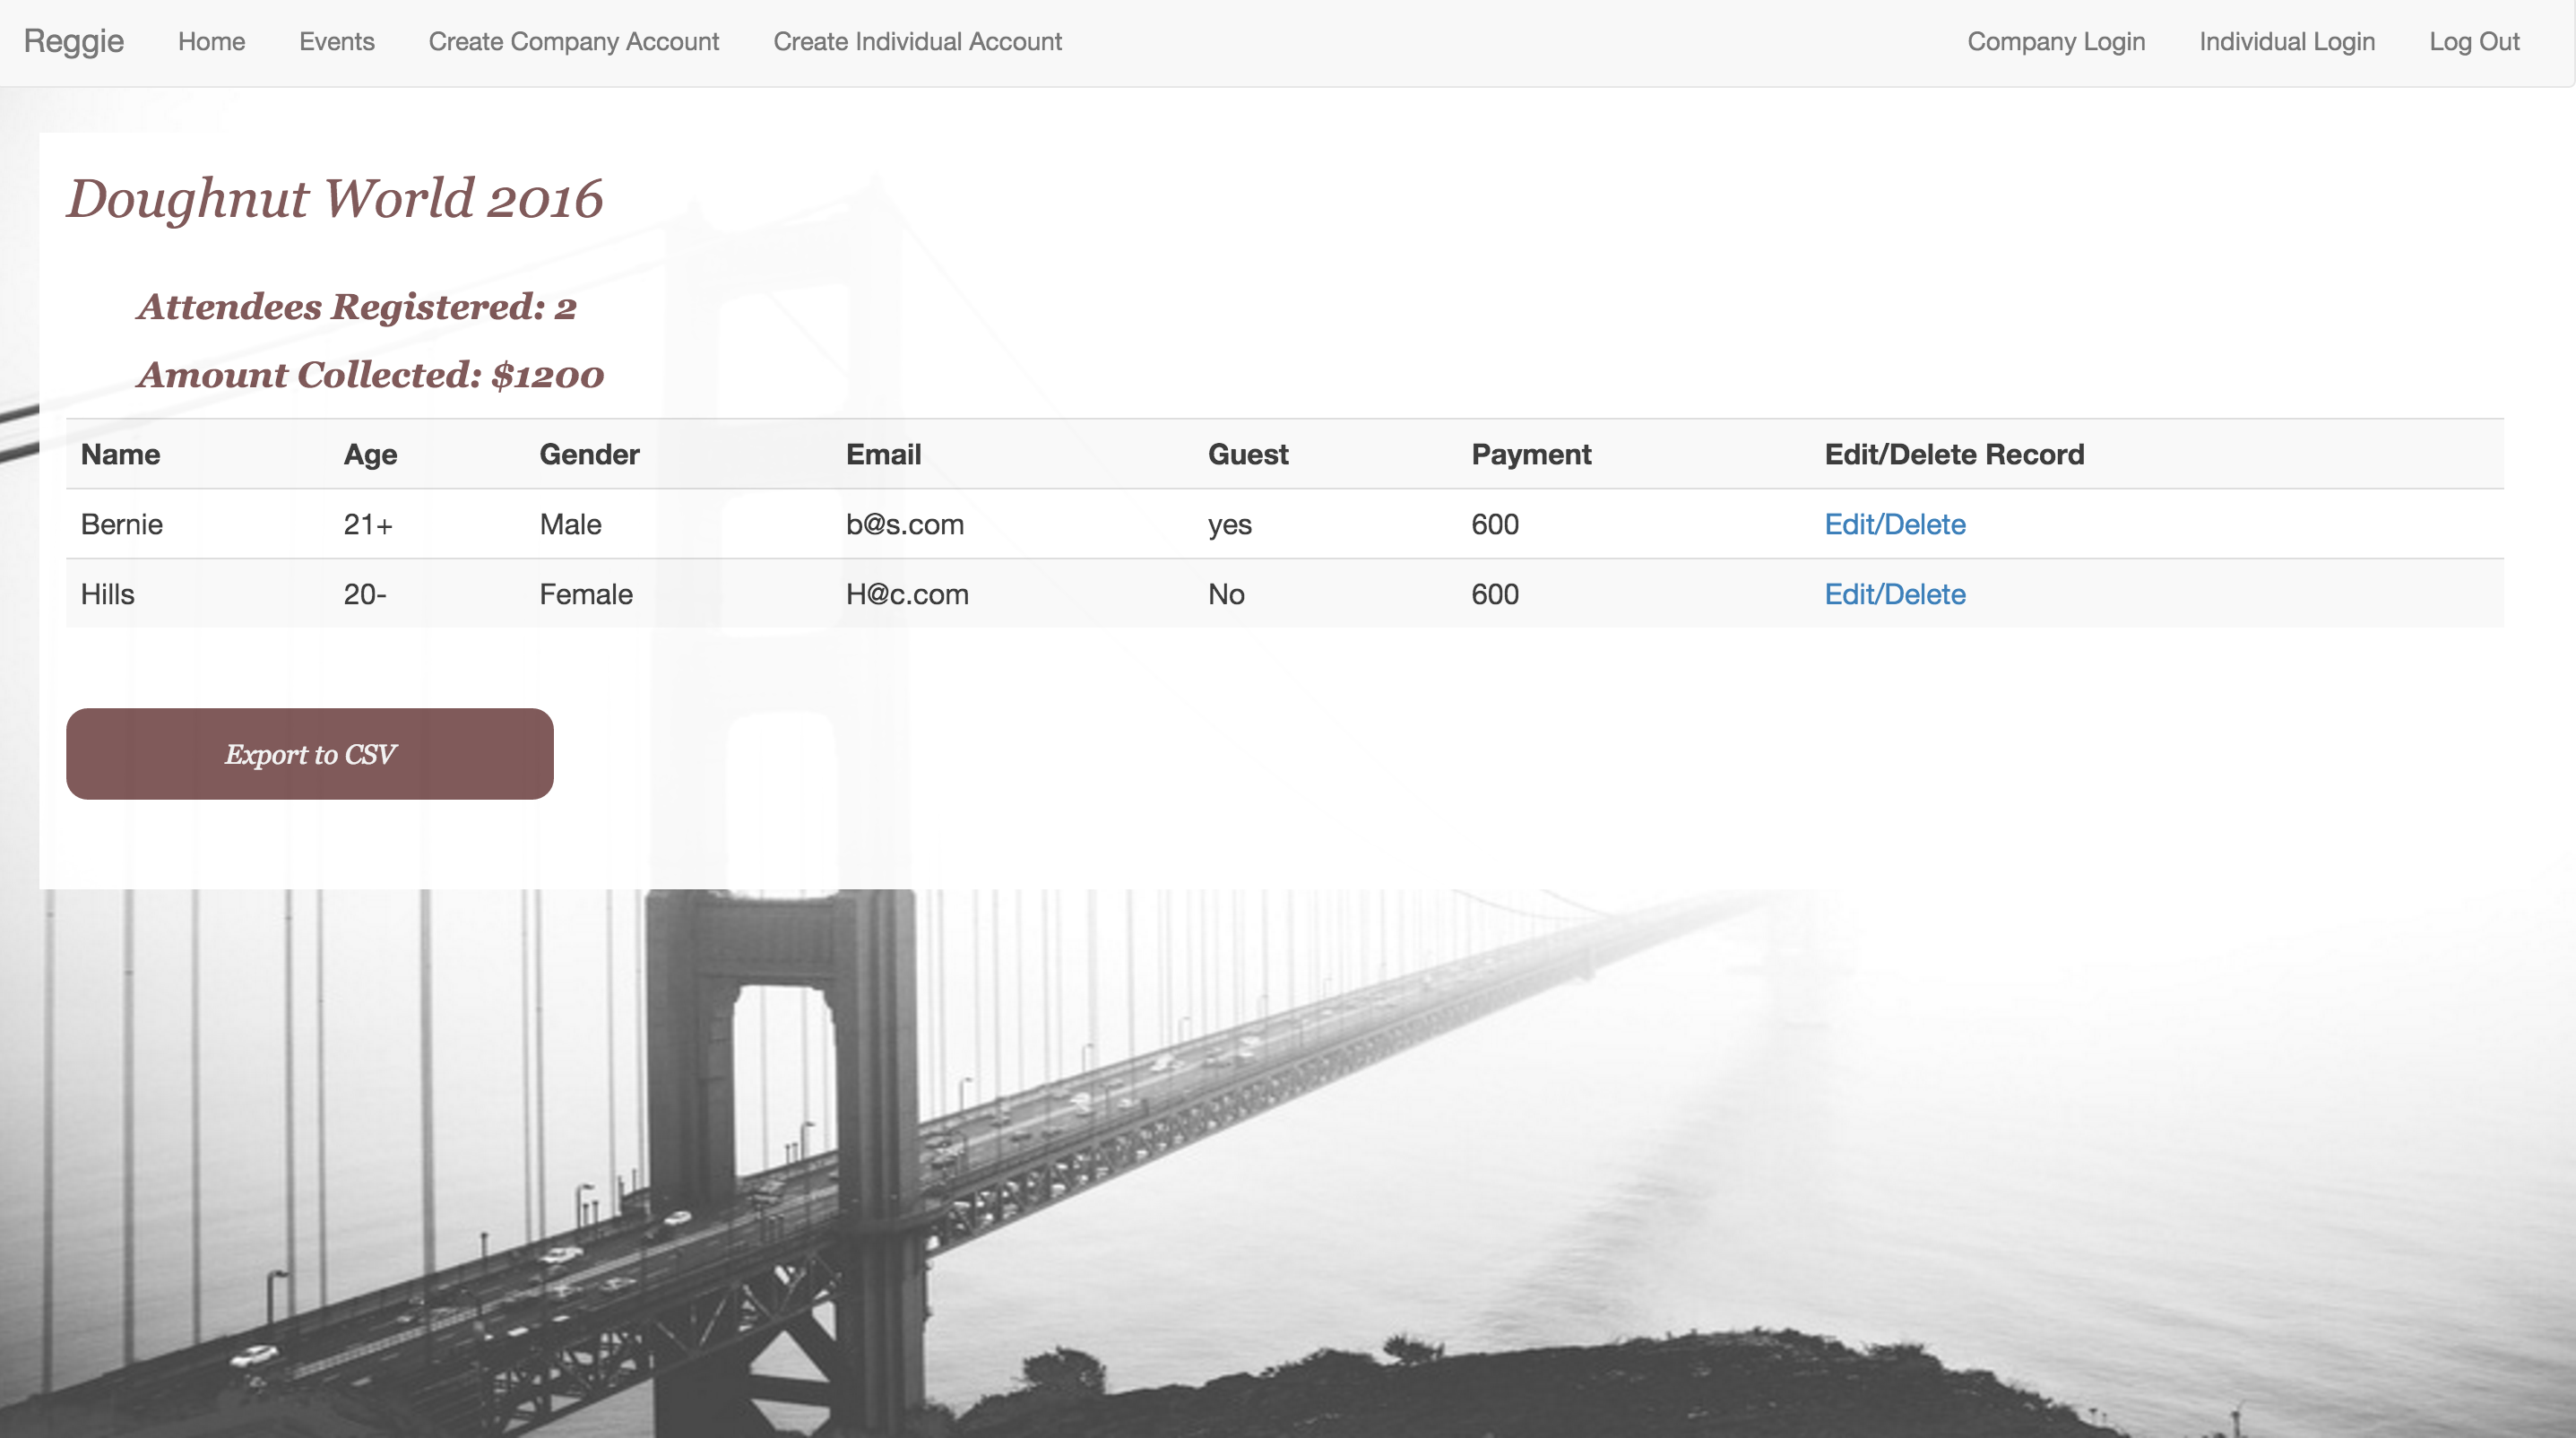 Reggie Home Events Create Company Account Create Individual Account Company Login Individual Login Log Out
Doughnut World 2016
Attendees Registered: 2
Amount Collected: $1200
Name Age Gender Email Guest Payment Edit/Delete Record
Bernie 21+ Male b@s.com yes 600 Edit/Delete
Hills 20- Female H@c.com No 600 Edit/Delete
Export to CSV